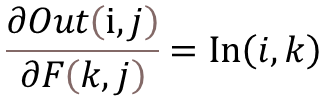 ∂Out(i,j)/∂F(k,j) = In(i,k)